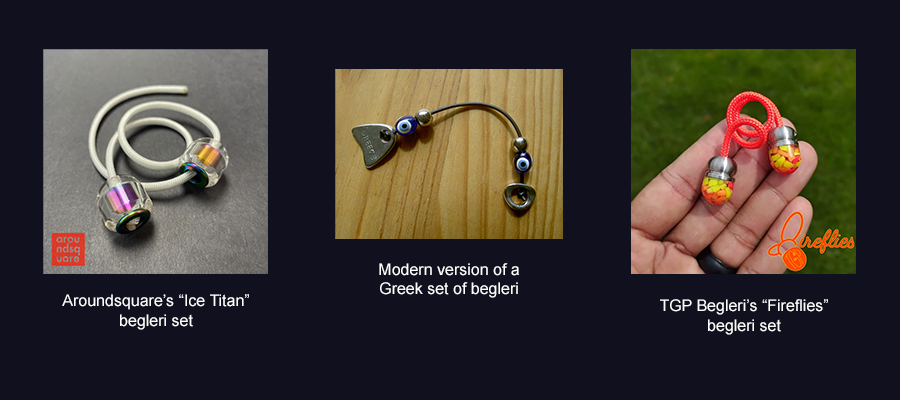 arou
ndsq
uare
GREECE
Fireflies
Aroundsquare’s “Ice Titan”
begleri set
Modern version of a
Greek set of begleri
TGP Begleri’s “Fireflies”
begleri set